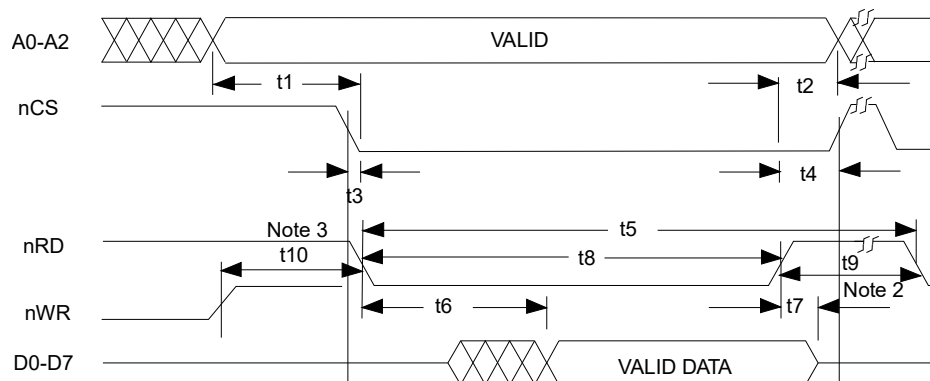 A0-A2
VALID
t1
t2
nCS
t3
t4
nRD
Note 3
t5
t10
t8
t9
Note 2
nWR
t6
t7
D0-D7
VALID DATA